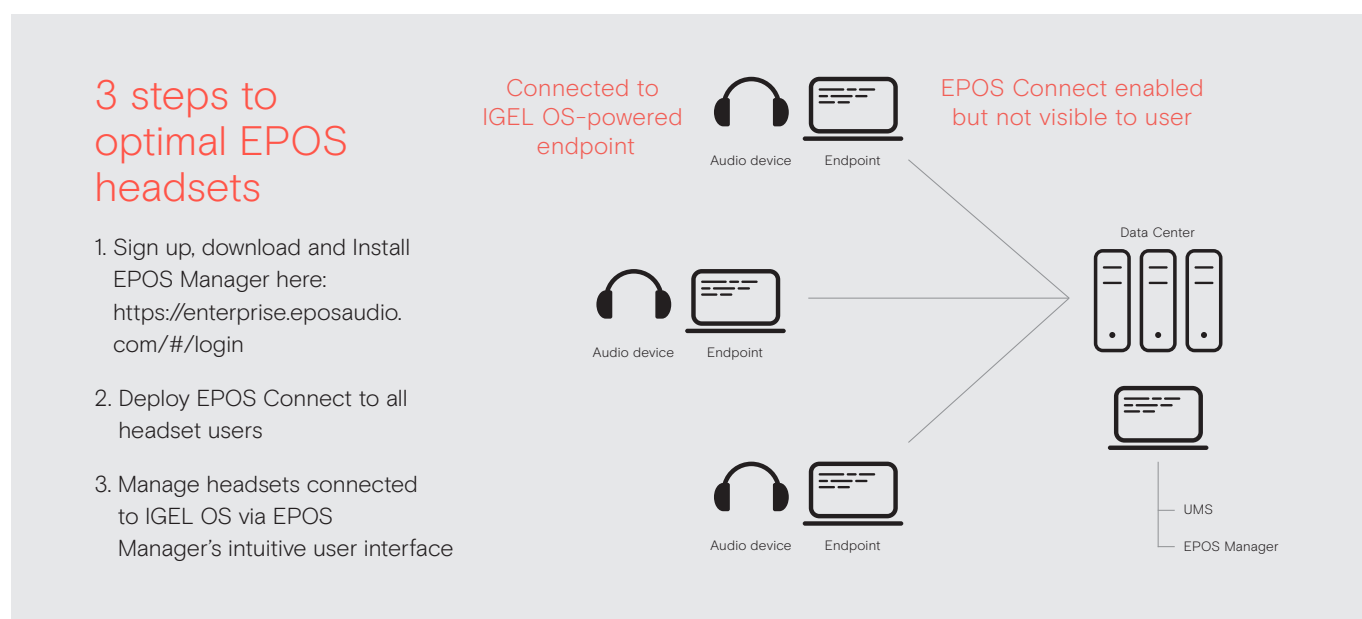 3 steps to
optimal EPOS
headsets
1. Sign up, download and Install
EPOS Manager here:
https://enterprise.eposaudio.
com/#/login
2. Deploy EPOS Connect to all
headset users
3. Manage headsets connected
to IGEL OS via EPOS
Manager’s intuitive user interface
Connected to
IGEL OS-powered
endpoint
Audio device
Endpoint
EPOS Connect enabled
but not visible to user
Audio device
Endpoint
Audio device
Endpoint
Data Center
UMS
EPOS Manager